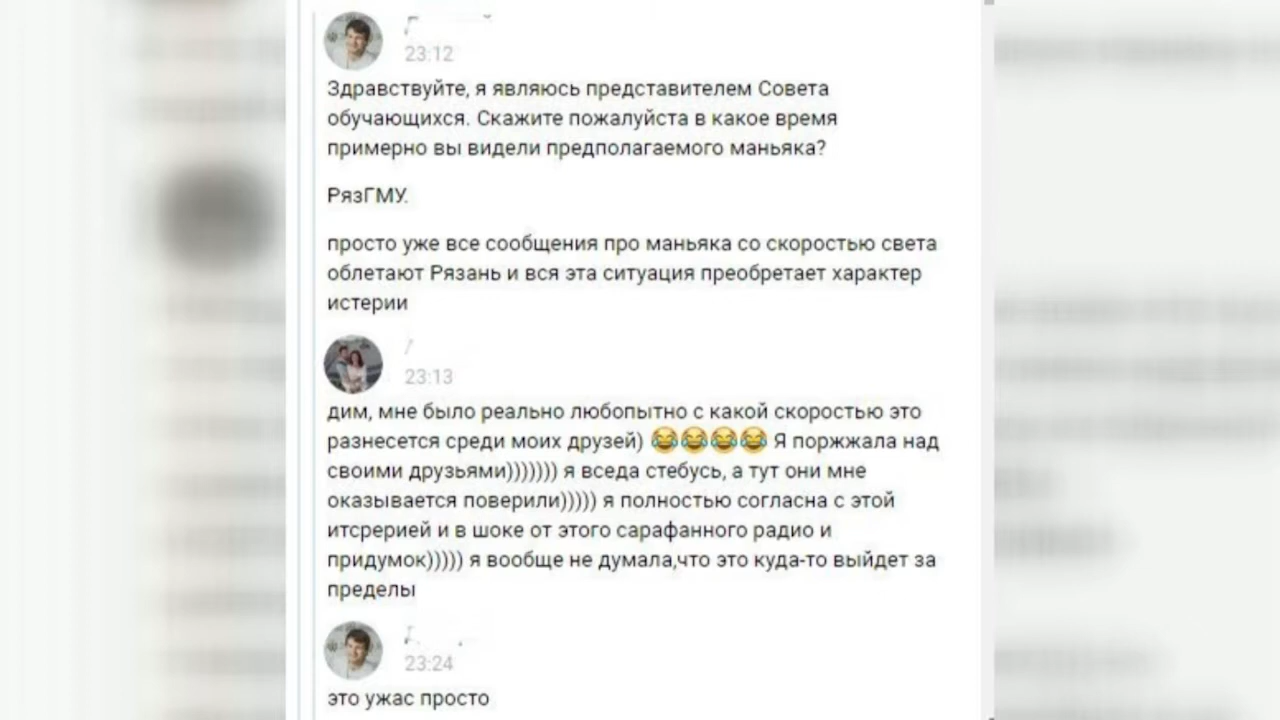 23:12
Здравствуйте, я являюсь представителем Совета
обучающихся. Скажите пожалуйста в какое время
примерно вы видели предполагаемого маньяка?
РязГМУ.
просто уже все сообщения про маньяка со скоростью света
облетают Рязань и вся эта ситуация преобретает характер
истерии
23:13
дим, мне было реально любопытно с какой скоростью это
разнесется среди моих друзей) 😂😂😂😂 Я поржжала над
своими друзьями))))))) я вседа стебусь, а тут они мне
оказывается поверили))))) я полностью согласна с этой
итсрерией и в шоке от этого сарафанного радио и
придумок))))) я вообще не думала,что это куда-то выйдет за
пределы
23:24
это ужас просто